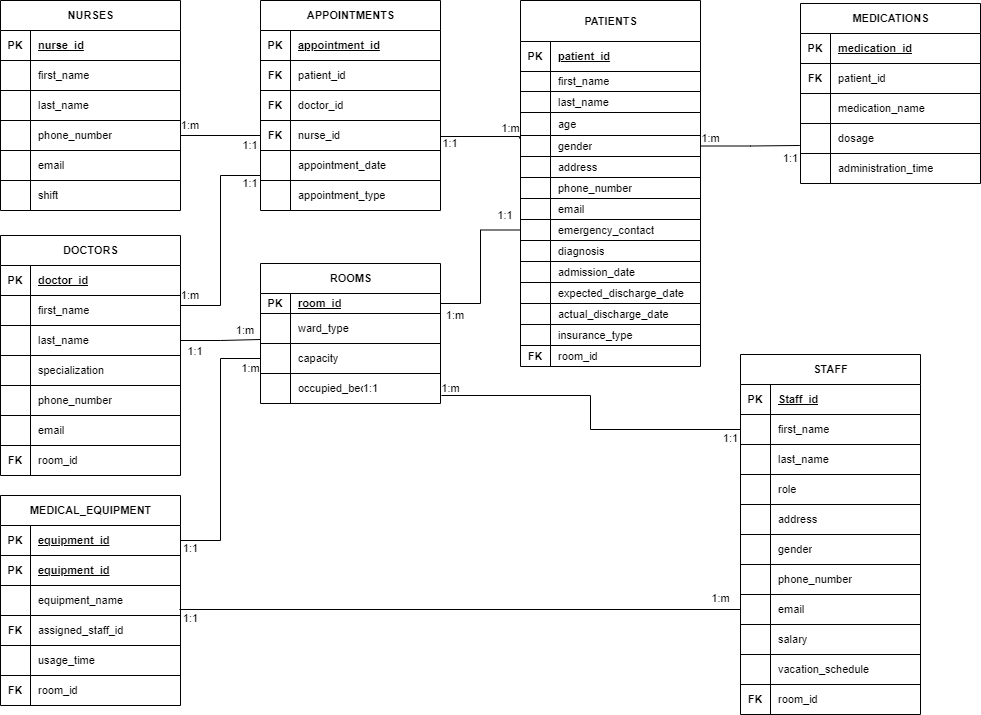 NURSES
PK nurse_id
first_name
last_name
phone_number
email
shift
1:m
1:1
APPOINTMENTS
PK appointment_id
FK patient_id
FK doctor_id
FK nurse_id
appointment_date
appointment_type
1:1
1:m
1:1
PATIENTS
PK patient_id
first_name
last_name
age
gender
address
phone_number
email
emergency_contact
diagnosis
admission_date
expected_discharge_date
actual_discharge_date
insurance_type
FK room_id
1:m
1:1
MEDICATIONS
PK medication_id
FK patient_id
medication_name
dosage
administration_time
DOCTORS
PK doctor_id
first_name
last_name
specialization
phone_number
email
FK room_id
1:m
1:m
1:1
1:m
ROOMS
PK room_id
ward_type
capacity
occupied_bec1:1
1:1
1:m
1:m
1:1
STAFF
PK Staff_id
first_name
last_name
role
address
gender
phone_number
email
salary
vacation_schedule
FK room_id
MEDICAL_EQUIPMENT
PK equipment_id
PK equipment_id
equipment_name
FK assigned_staff_id
usage_time
FK room_id
1:1
1:1
1:m